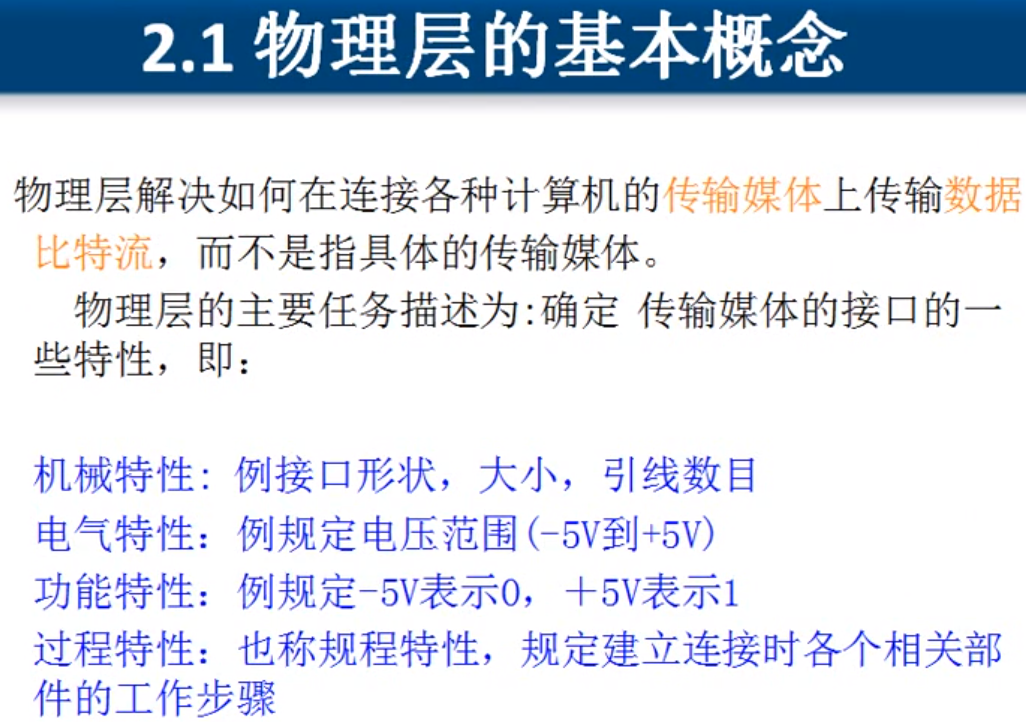 2.1 物理层的基本概念
物理层解决如何在连接各种计算机的传输媒体上传输数据
比特流，而不是指具体的传输媒体。
物理层的主要任务描述为:确定 传输媒体的接口的一
些特性，即：
机械特性: 例接口形状，大小，引线数目
电气特性：例规定电压范围(-5V到+5V)
功能特性：例规定-5V表示0，＋5V表示1
过程特性：也称规程特性，规定建立连接时各个相关部
件的工作步骤